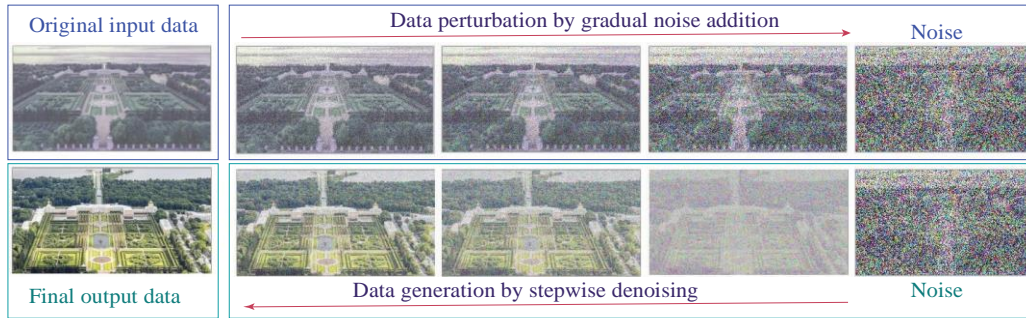 Original input data
Data perturbation by gradual noise addition
Noise
Final output data
Data generation by stepwise denoising
Noise